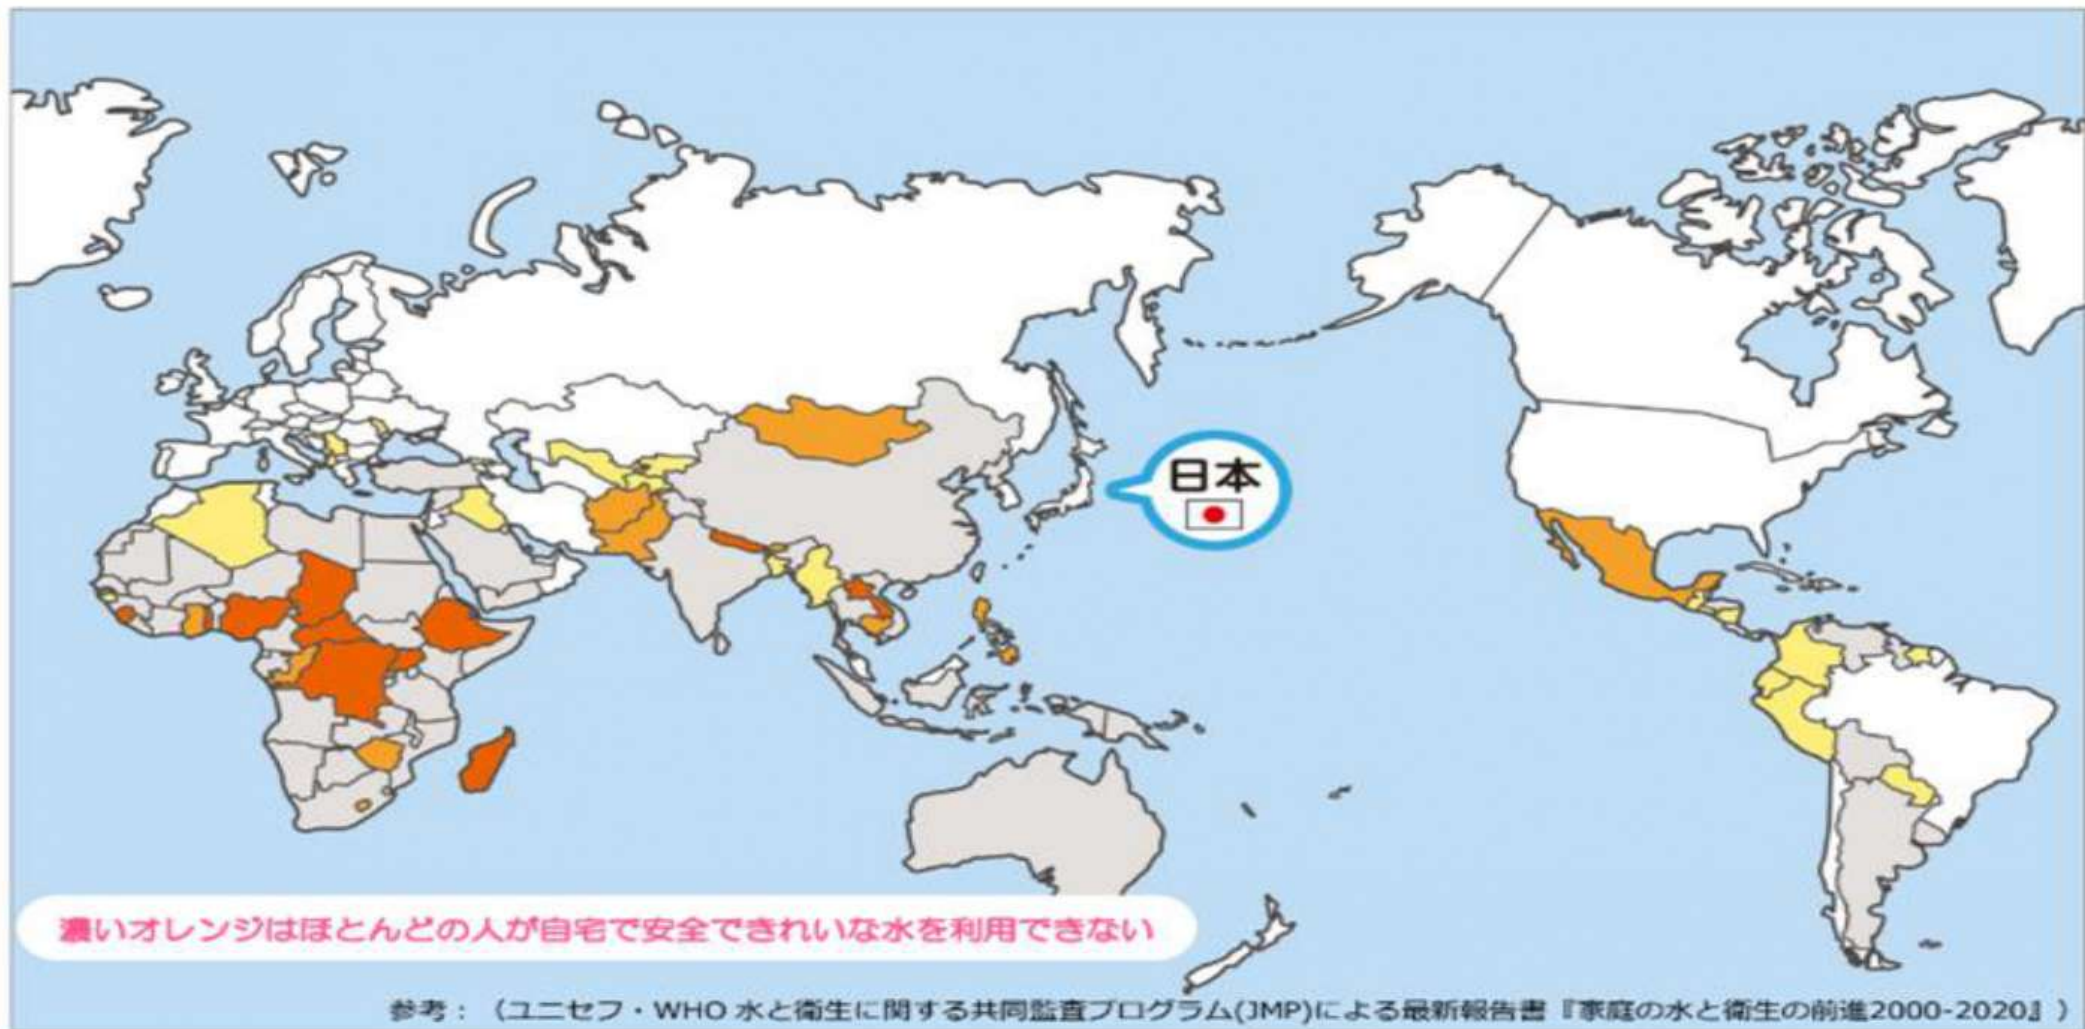 日本
濃いオレンジはほとんどの人が自宅で安全できれいな水を利用できない
参考：（ユニセフ・WHO 水と衛生に関する共同監査プログラム(JMP)による最新報告書『家庭の水と衛生の前進2000-2020』）